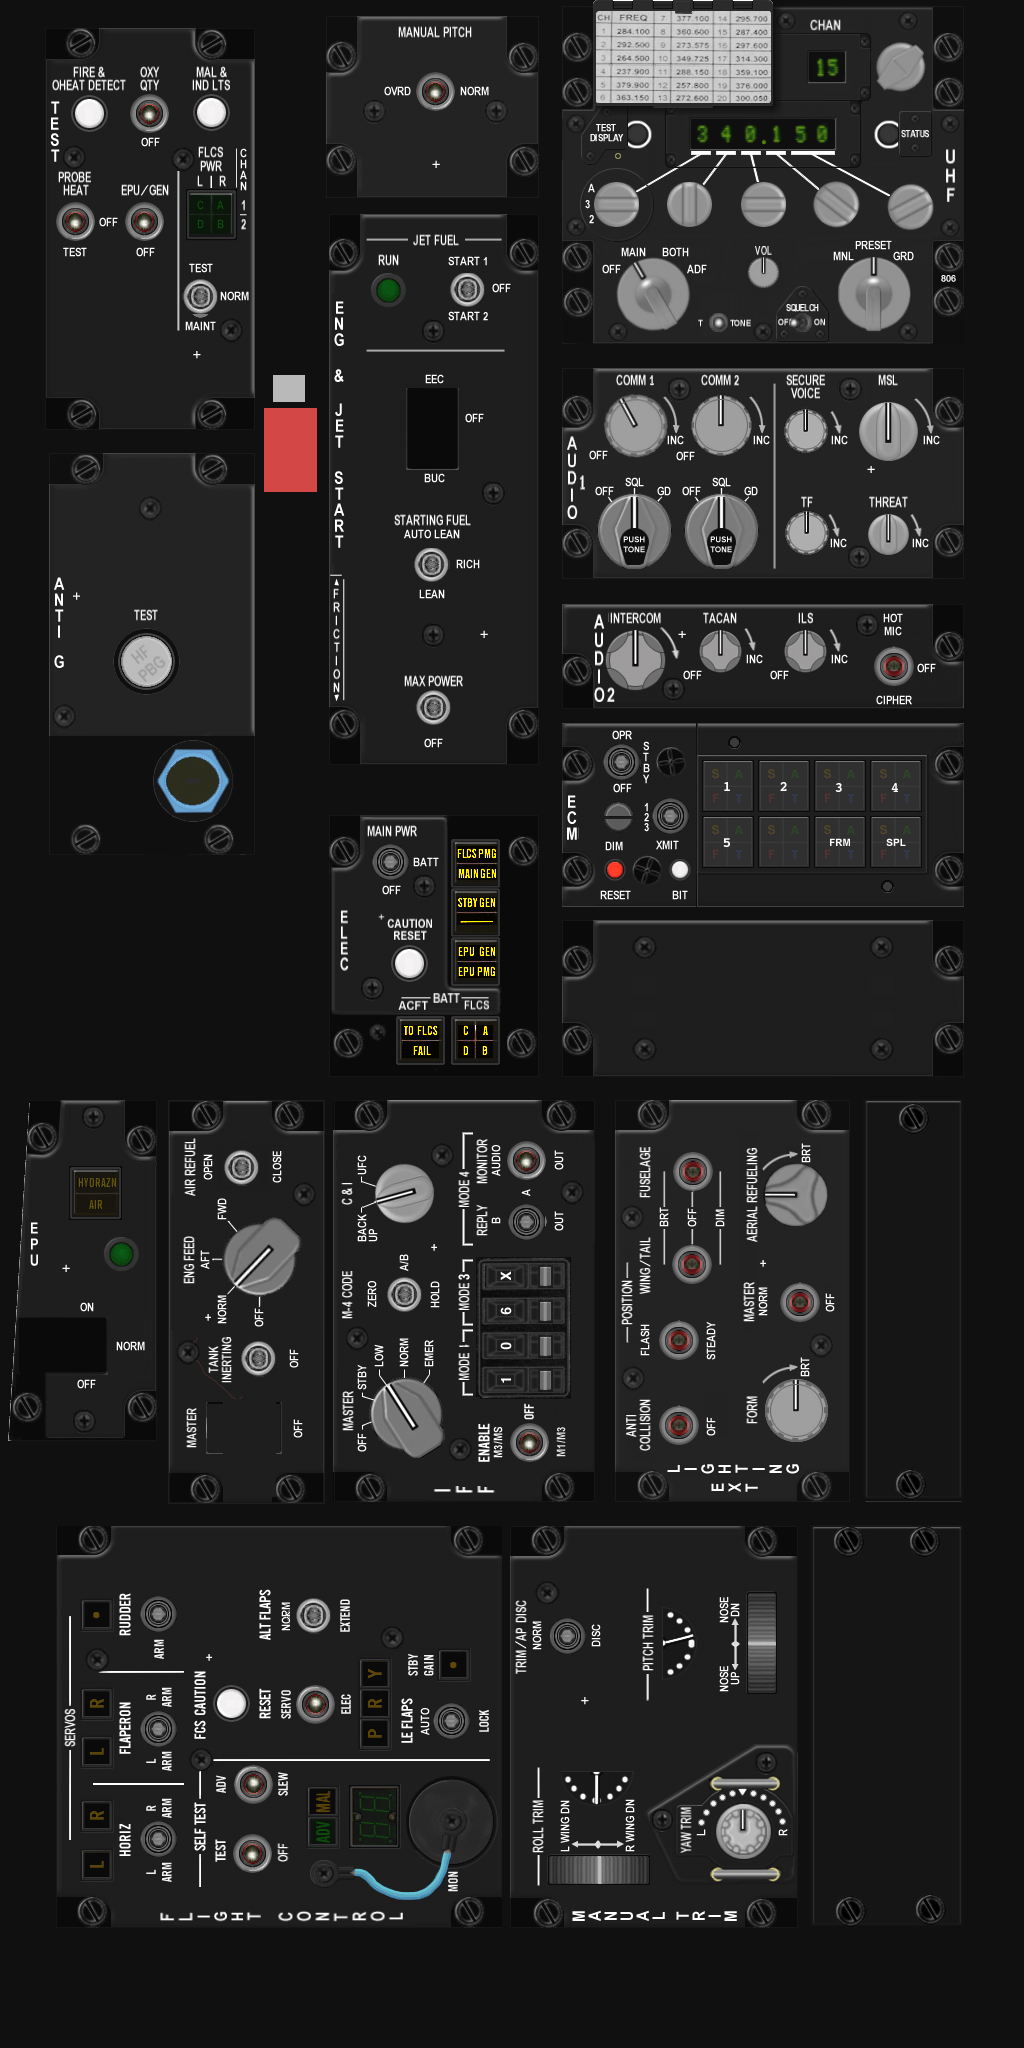 TEST
FIRE &
OHEAT DETECT
OXY
QTY
OFF
MAL &
IND LTS
PROBE
HEAT
OFF
TEST
EPU/GEN
OFF
FLCS
PWR
L R
CHAN
1
2
C A
D B
TEST
NORM
MAINT
MANUAL PITCH
OVRD NORM
CH FREQ 7 377.100 14 295.700
1 284.100 8 360.600 15 287.400
2 292.500 9 273.575 16 297.600
3 264.500 10 349.725 17 314.300
4 237.900 11 288.150 18 359.100
5 379.900 12 257.800 19 376.000
6 363.150 13 272.600 20 300.050
CHAN
15
TEST
DISPLAY
340.150
STATUS
UHF
A
3
2
MAIN BOTH
OFF ADF
VOL
PRESET
MNL GRD
806
T TONE
SQUELCH
OFF ON
ENG & JET START
JET FUEL
RUN
START 1
OFF
START 2
EEC
OFF
BUC
STARTING FUEL
AUTO LEAN
RICH
LEAN
FRICTION
MAX POWER
OFF
ANTI G
TEST
HF
PBG
AUDIO 1
COMM 1
OFF INC
COMM 2
OFF INC
SECURE
VOICE
INC
MSL
INC
OFF SQL GD
PUSH
TONE
OFF SQL GD
PUSH
TONE
TF
INC
THREAT
INC
AUDIO 2
INTERCOM
TACAN
OFF INC
ILS
OFF INC
HOT
MIC
OFF
CIPHER
ECM
OPR
STBY
OFF
1
2
3
DIM XMIT
RESET BIT
S A
F T
1 2 3 4
5 FRM SPL
ELEC
MAIN PWR
BATT
OFF
CAUTION
RESET
FLCS PMG
MAIN GEN
STBY GEN
EPU GEN
EPU PMG
BATT
ACFT FLCS
TO FLCS
FAIL
C A
D B
EPU
HYDRAZN
AIR
ON
NORM
OFF
AIR REFUEL
OPEN
CLOSE
ENG FEED
OFF
NORM
AFT
FWD
TANK
INERTING
OFF
MASTER
OFF
IFF
C & I
BACK
UP
UFC
MODE 4
MONITOR
AUDIO
OUT
REPLY
B
A
OUT
M-4 CODE
ZERO
A/B
HOLD
MODE 1 MODE 3
1 0 6 X
MASTER
OFF
STBY
LOW
NORM
EMER
ENABLE
M3/MS
OFF
M1/M3
EXT
LIGHTING
FUSELAGE
BRT
OFF
DIM
POSITION
WING/TAIL
FLASH
STEADY
AERIAL REFUELING
BRT
MASTER
NORM
OFF
ANTI
COLLISION
OFF
FORM
BRT
FLIGHT CONTROL
SERVOS
RUDDER
ARM
FLAPERON
L R
L R
ARM ARM
HORIZ
L R
L R
ARM ARM
ALT FLAPS
NORM
EXTEND
FCS CAUTION
RESET
SERVO
ELEC
P R Y
STBY
GAIN
LE FLAPS
AUTO
LOCK
SELF TEST
ADV
SLEW
TEST
OFF
ADV MAL
88
MON
MANUAL TRIM
TRIM/AP DISC
NORM
DISC
PITCH TRIM
NOSE
UP
NOSE
DN
ROLL TRIM
L WING DN
R WING DN
YAW TRIM
L R